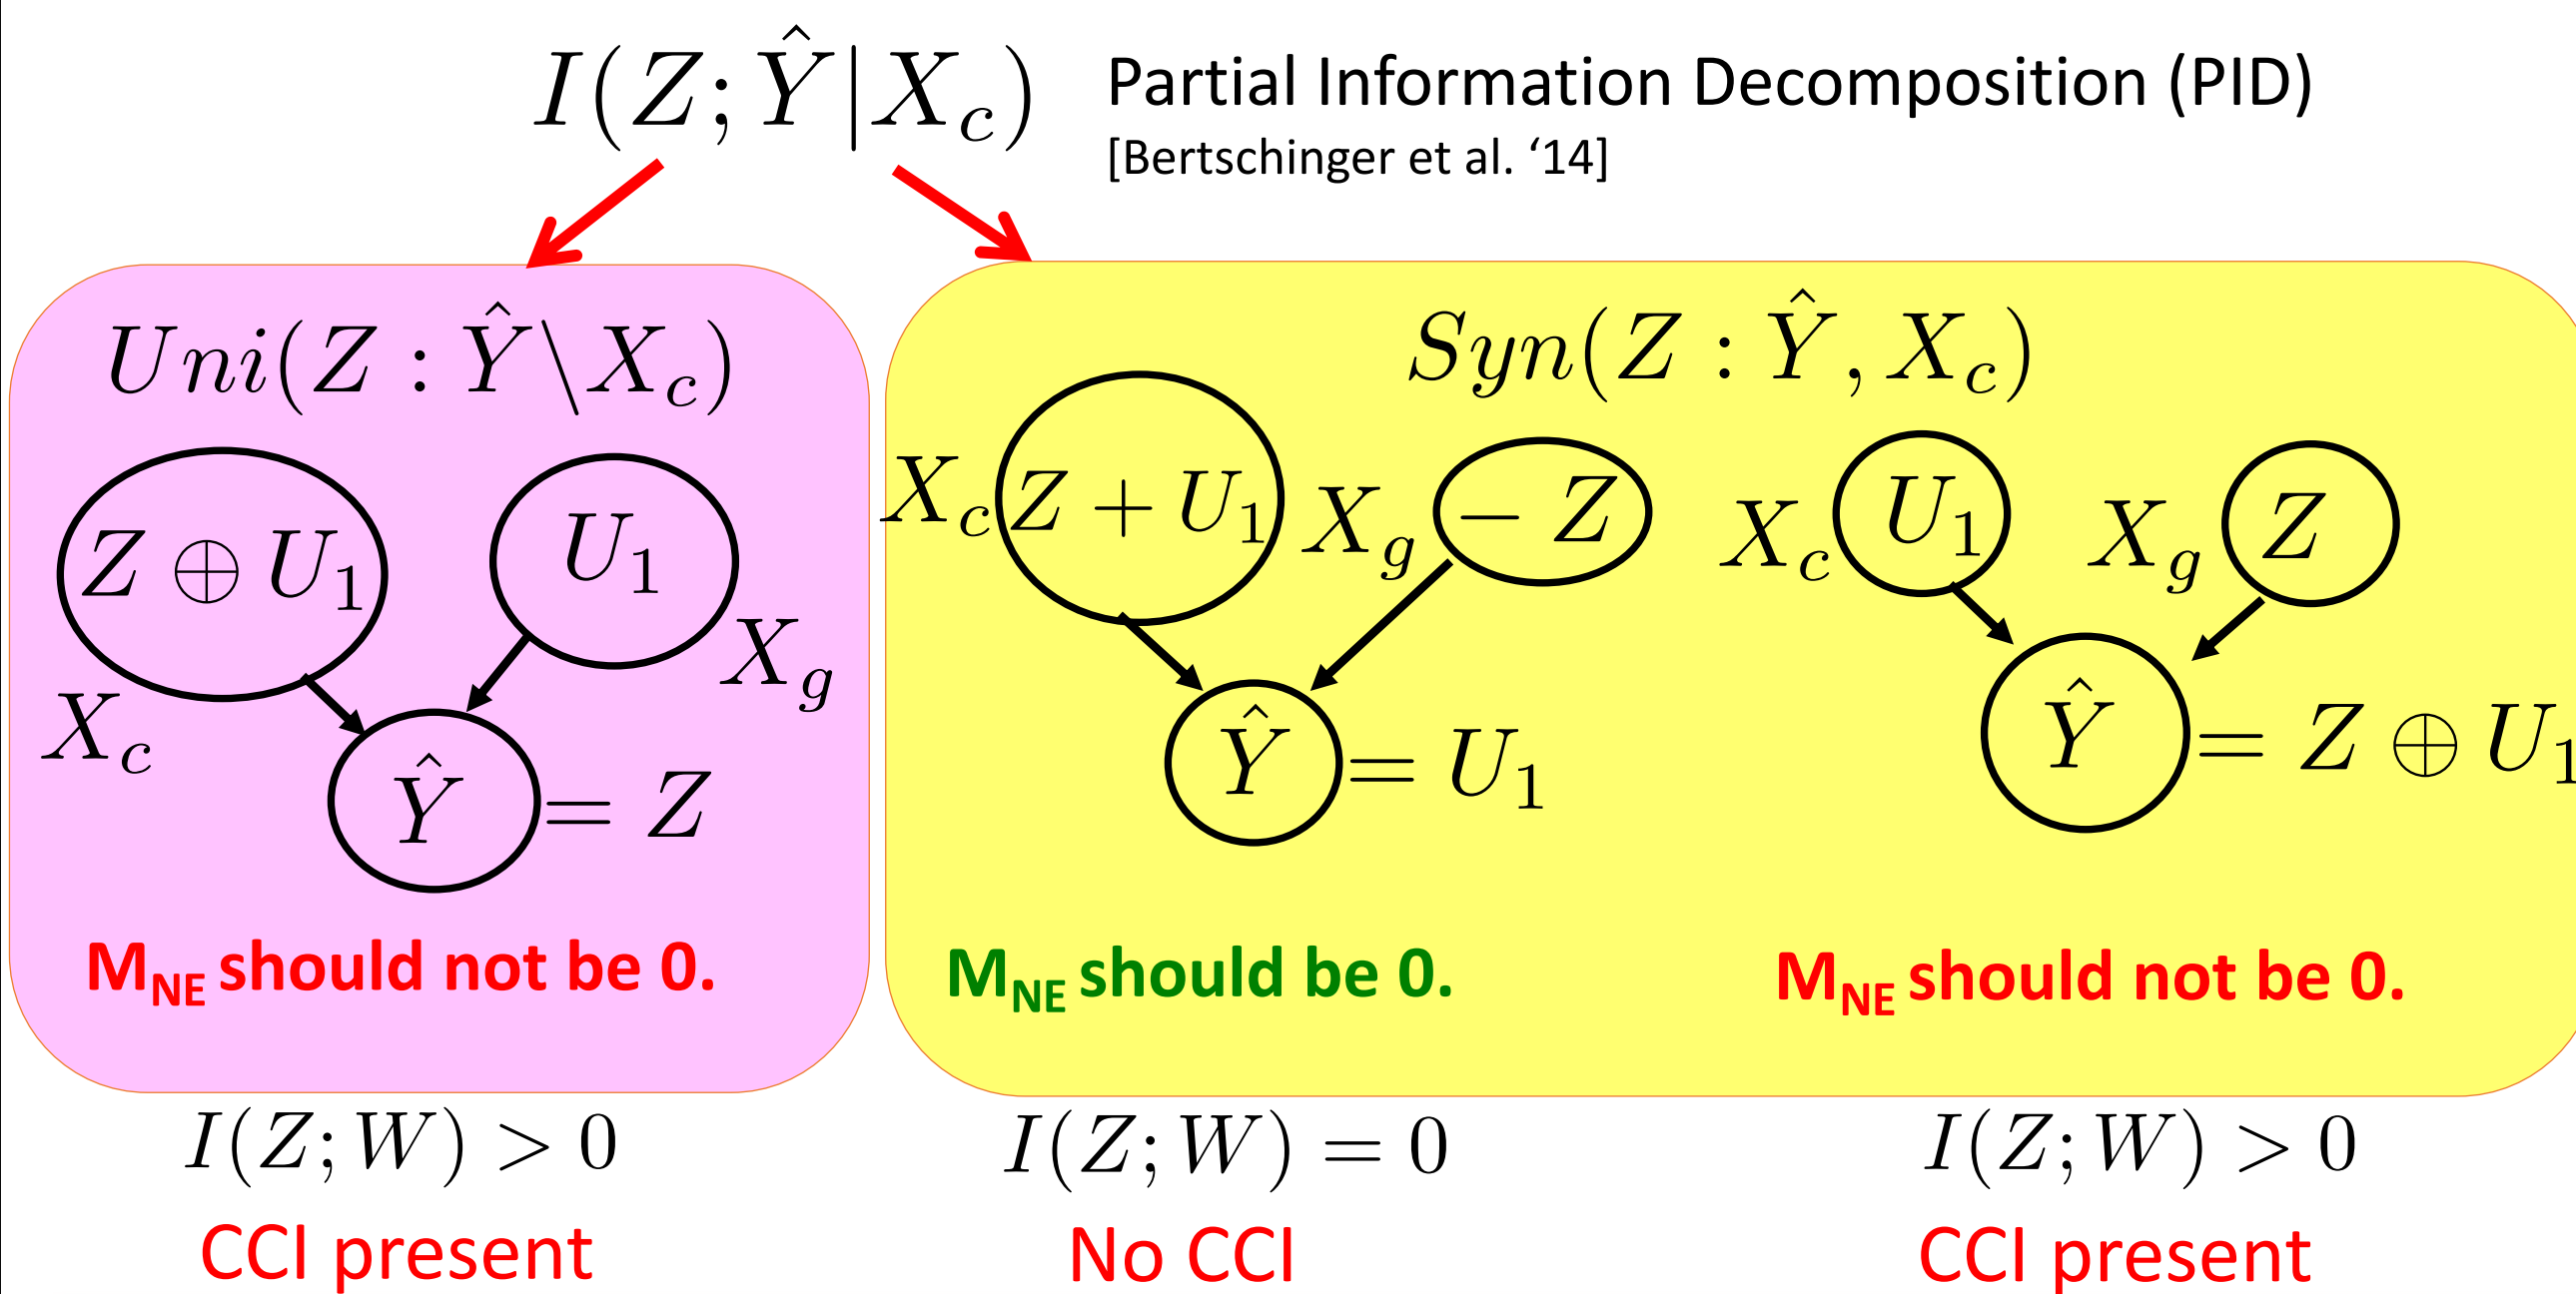 I(Z; Ŷ|X_c)
Partial Information Decomposition (PID)
[Bertschinger et al. ‘14]
Uni(Z : Ŷ\X_c)
Z ⊕ U_1
U_1
X_c
X_g
Ŷ = Z
M_NE should not be 0.
Syn(Z : Ŷ, X_c)
X_c Z + U_1
X_g − Z
Ŷ = U_1
M_NE should be 0.
X_c U_1
X_g Z
Ŷ = Z ⊕ U_1
M_NE should not be 0.
I(Z; W) > 0
I(Z; W) = 0
I(Z; W) > 0
CCI present
No CCI
CCI present